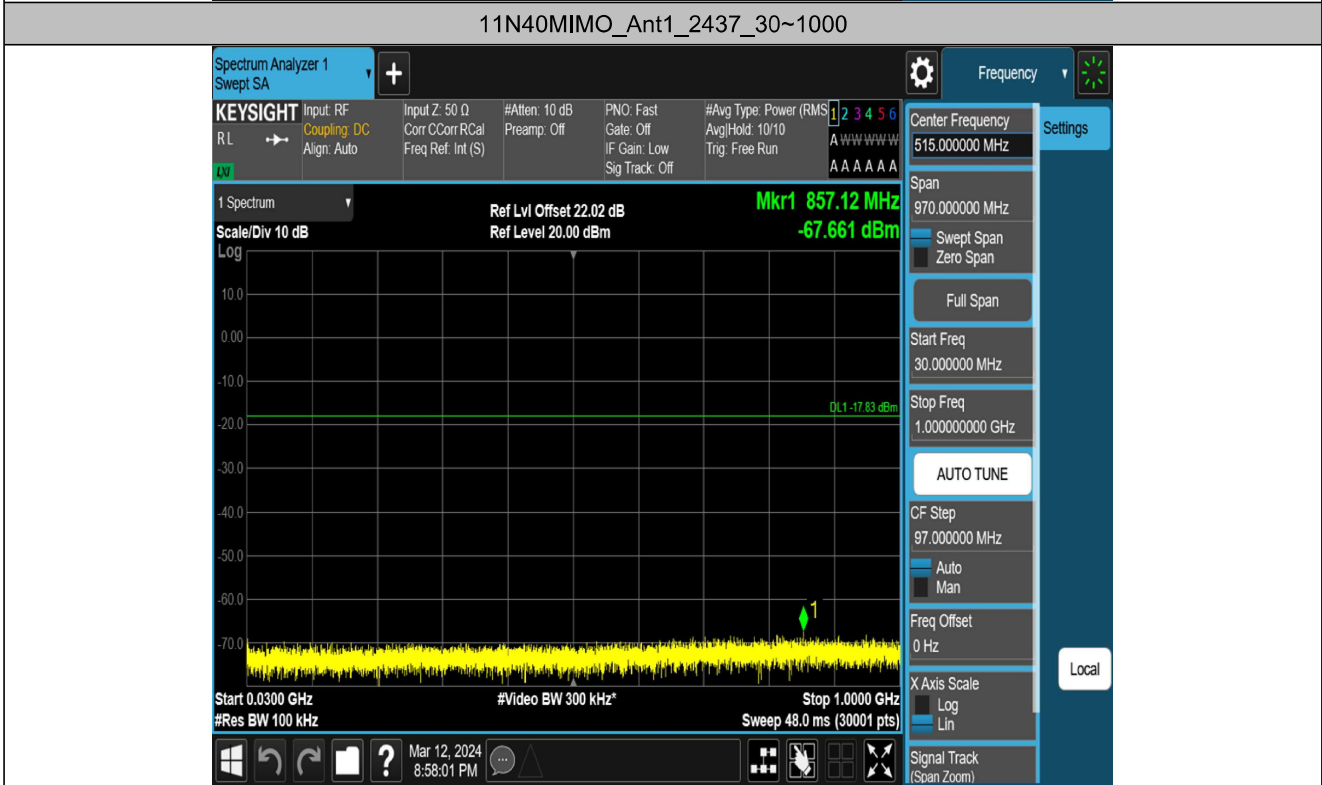 11N40MIMO_Ant1_2437_30~1000
Spectrum Analyzer 1
Swept SA
+
Frequency
KEYSIGHT
RL
LXI
Input: RF
Coupling: DC
Align: Auto
Input Z: 50 Ω
Corr CCorr RCal
Freq Ref: Int (S)
#Atten: 10 dB
Preamp: Off
PNO: Fast
Gate: Off
IF Gain: Low
Sig Track: Off
#Avg Type: Power (RMS
Avg|Hold: 10/10
Trig: Free Run
1 2 3 4 5 6
A W W W W W
A A A A A A
1 Spectrum
Scale/Div 10 dB
Log
Ref Lvl Offset 22.02 dB
Ref Level 20.00 dBm
Mkr1 857.12 MHz
-67.661 dBm
10.0
0.00
-10.0
DL1 -17.83 dBm
-20.0
-30.0
-40.0
-50.0
-60.0
1
-70.0
Start 0.0300 GHz
#Res BW 100 kHz
#Video BW 300 kHz*
Stop 1.0000 GHz
Sweep 48.0 ms (30001 pts)
?
Mar 12, 2024
8:58:01 PM
Center Frequency
515.000000 MHz
Settings
Span
970.000000 MHz
Swept Span
Zero Span
Full Span
Start Freq
30.000000 MHz
Stop Freq
1.000000000 GHz
AUTO TUNE
CF Step
97.000000 MHz
Auto
Man
Freq Offset
0 Hz
X Axis Scale
Log
Lin
Local
Signal Track
(Span Zoom)